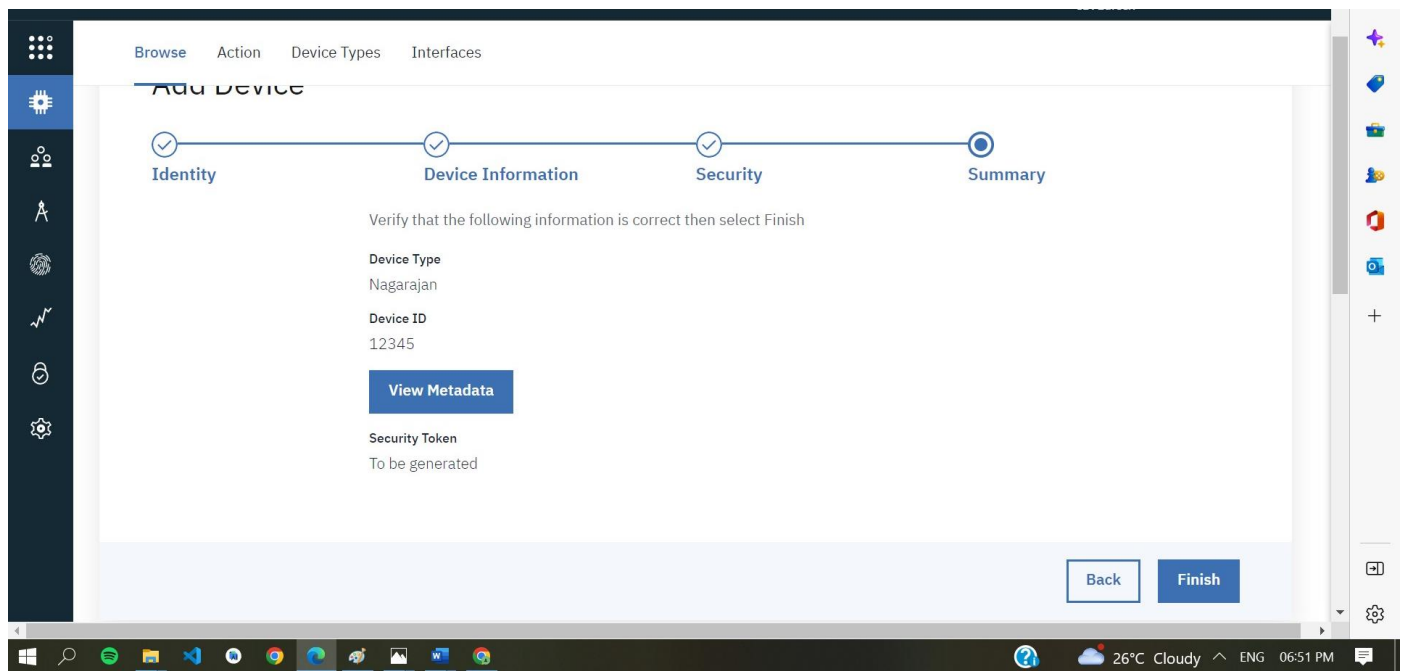 Browse Action Device Types Interfaces
Add Device
Identity Device Information Security Summary
Verify that the following information is correct then select Finish
Device Type
Nagarajan
Device ID
12345
View Metadata
Security Token
To be generated
Back Finish
26°C Cloudy ENG 06:51 PM